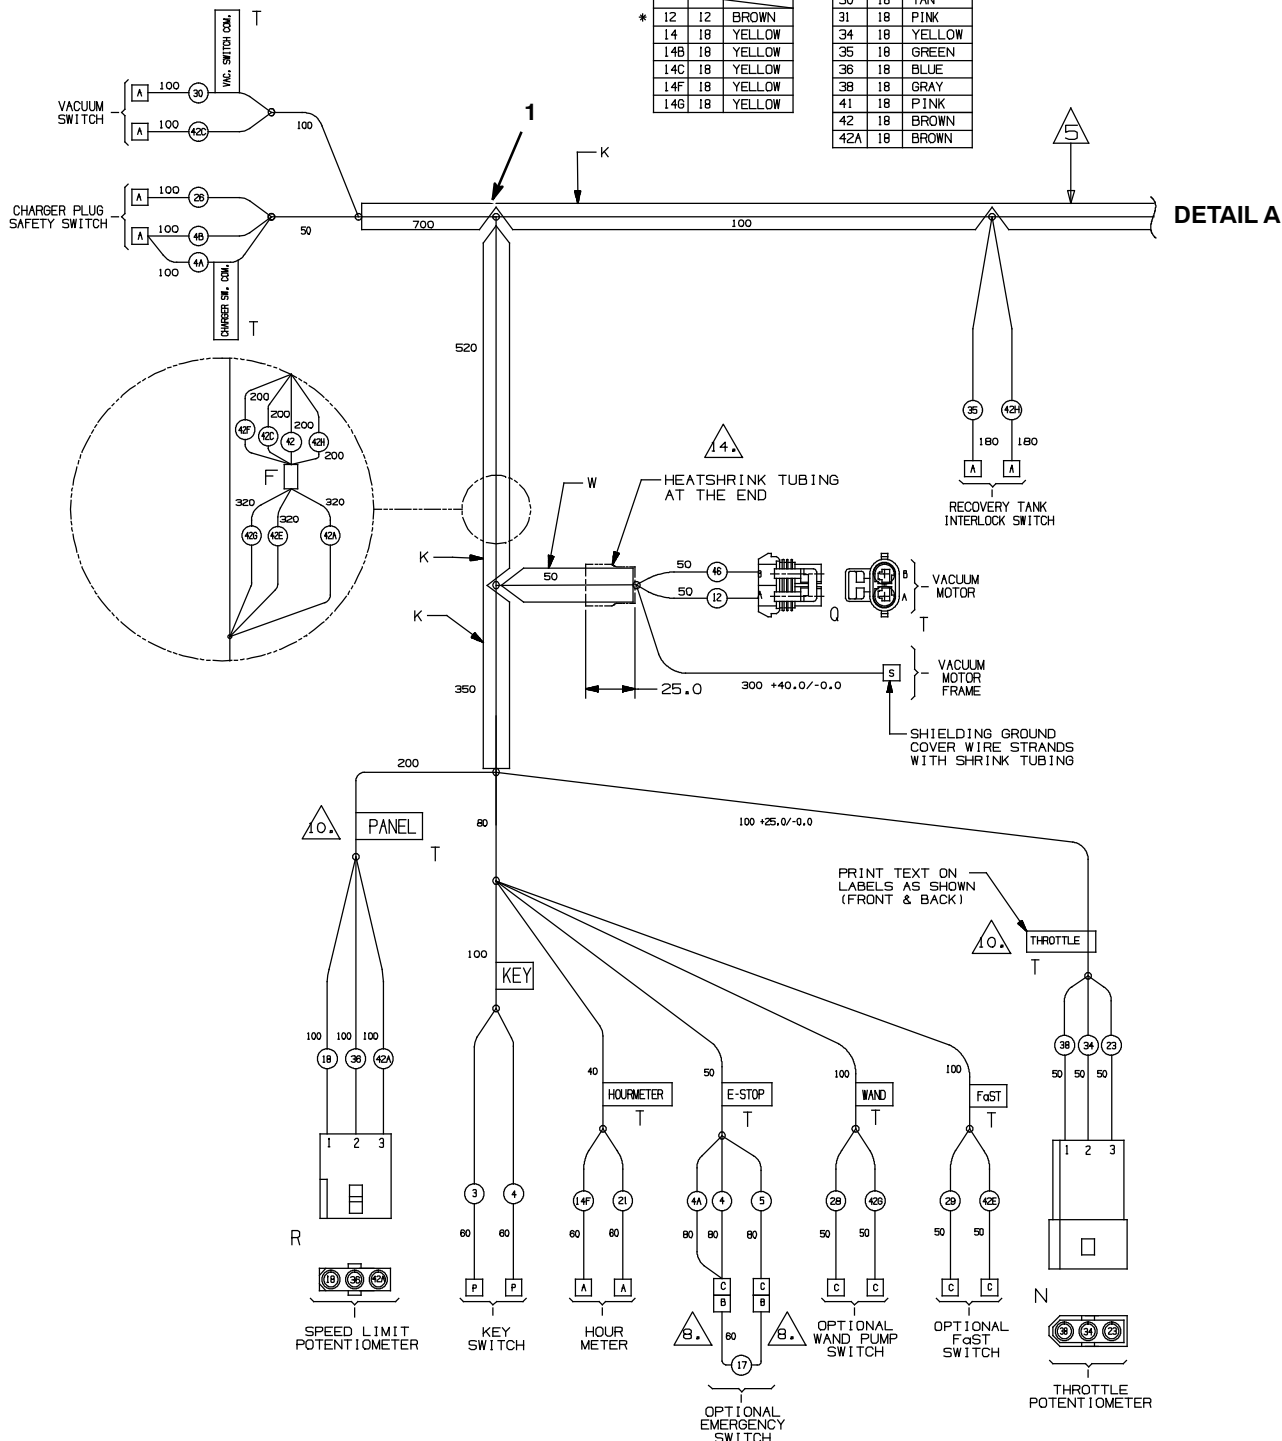 * 12 12 BROWN
14 18 YELLOW
14B 18 YELLOW
14C 18 YELLOW
14F 18 YELLOW
14G 18 YELLOW
31 18 PINK
34 18 YELLOW
35 18 GREEN
36 18 BLUE
38 18 GRAY
41 18 PINK
42 18 BROWN
42A 18 BROWN
VAC. SWITCH COM.
T
VACUUM
SWITCH
A 100 30
A 100 42C
100
1
K
5
DETAIL A
CHARGER PLUG
SAFETY SWITCH
A 100 26
A 100 4B
100 4A
50
700
100
CHARGER SW. COM.
T
520
200
200
200
200
42F
42C
42
42H
F
320
320
320
42G
42E
42A
35
42H
180
180
A
A
RECOVERY TANK
INTERLOCK SWITCH
14.
HEATSHRINK TUBING
AT THE END
W
K
50
50
46
B
50
12
A
Q
B
A
T
VACUUM
MOTOR
K
350
25.0
300 +40.0/-0.0
S
VACUUM
MOTOR
FRAME
SHIELDING GROUND
COVER WIRE STRANDS
WITH SHRINK TUBING
200
10.
PANEL
T
80
100 +25.0/-0.0
PRINT TEXT ON
LABELS AS SHOWN
(FRONT & BACK)
10.
THROTTLE
T
100
KEY
100 100 100
18 36 42A
1 2 3
R
18 36 42A
SPEED LIMIT
POTENTIOMETER
3 4
60 60
P P
KEY
SWITCH
40
HOURMETER
T
14F 21
60 60
A A
HOUR
METER
50
E-STOP
T
4A 4 5
80 80 80
C C
B B
8.
60
8.
17
OPTIONAL
EMERGENCY
SWITCH
100
WAND
T
28 42G
50 50
C C
OPTIONAL
WAND PUMP
SWITCH
100
FaST
T
29 42E
50 50
C C
OPTIONAL
FaST
SWITCH
38 34 23
50 50 50
1 2 3
N
38 34 23
THROTTLE
POTENTIOMETER